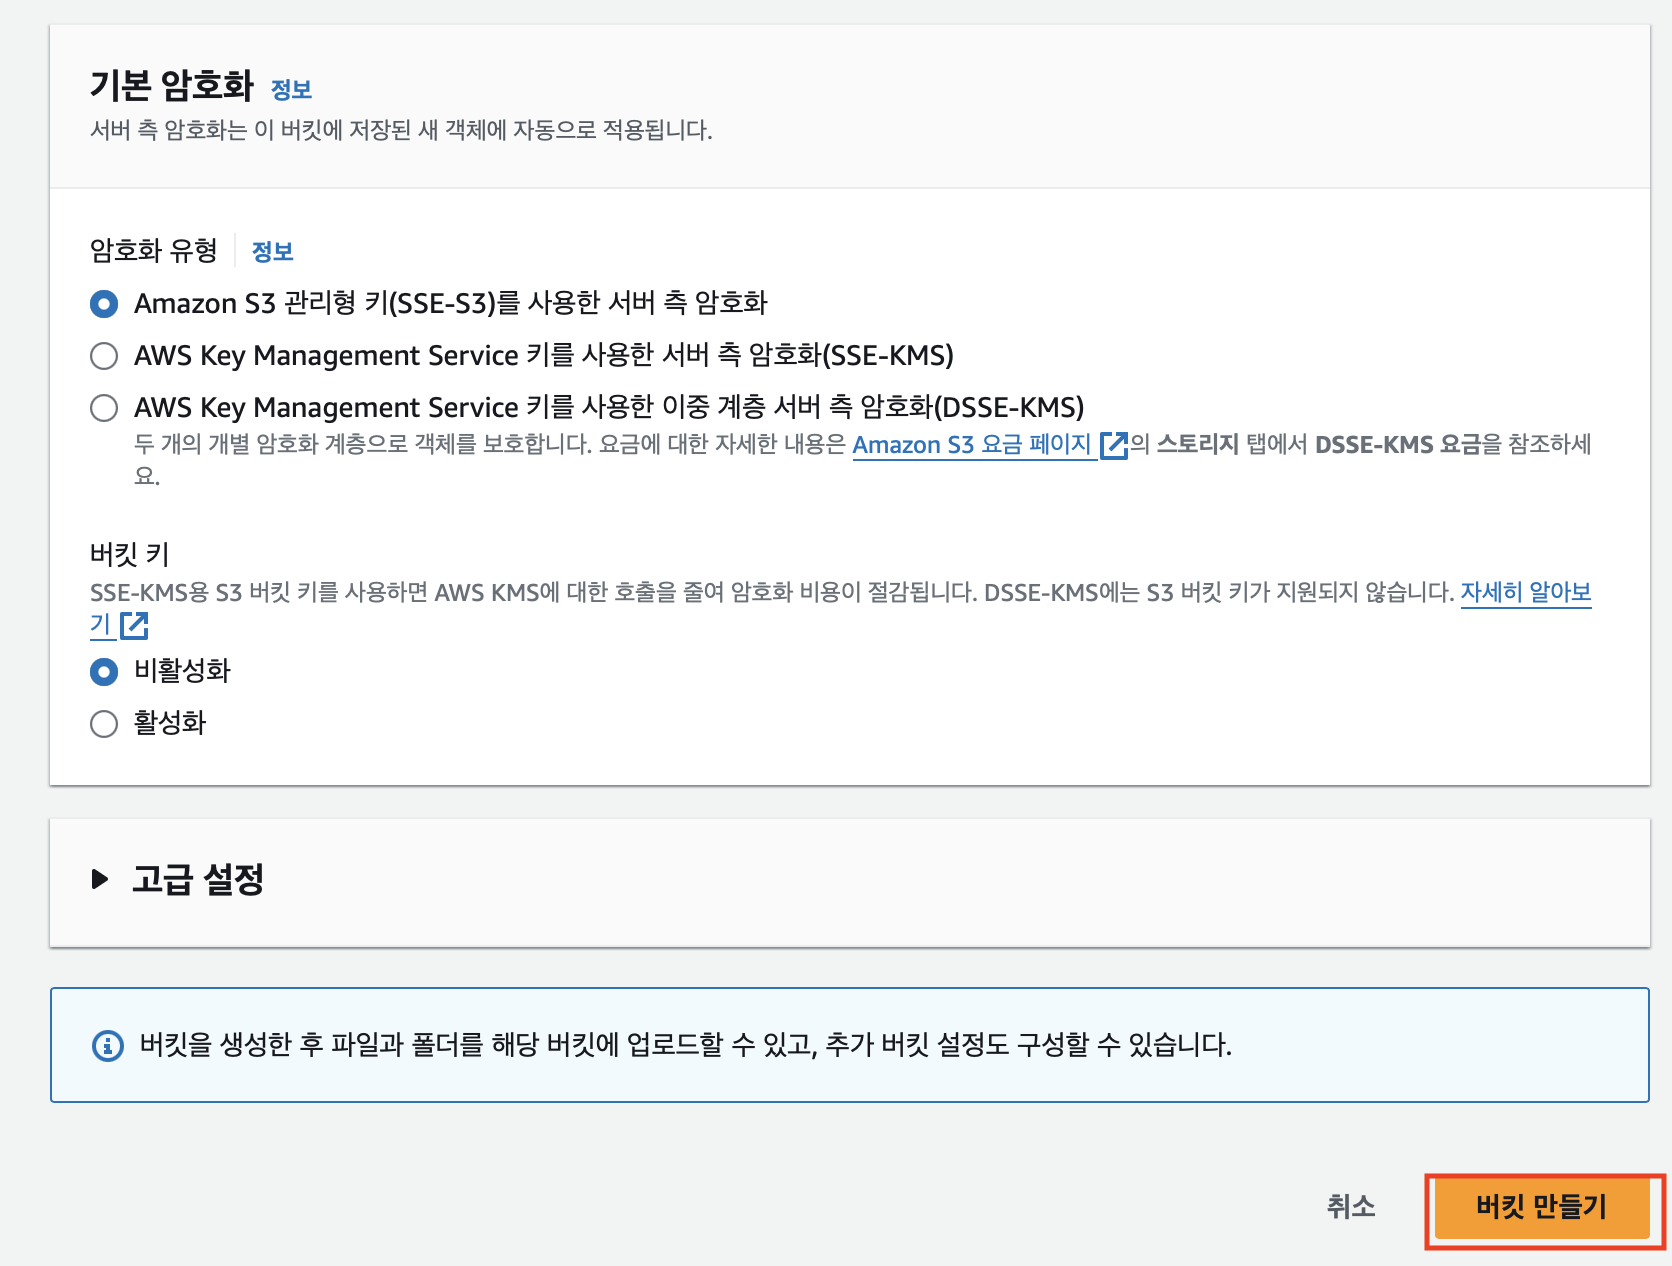 기본 암호화 정보
서버 측 암호화는 이 버킷에 저장된 새 객체에 자동으로 적용됩니다.
암호화 유형 정보
Amazon S3 관리형 키(SSE-S3)를 사용한 서버 측 암호화
AWS Key Management Service 키를 사용한 서버 측 암호화(SSE-KMS)
AWS Key Management Service 키를 사용한 이중 계층 서버 측 암호화(DSSE-KMS)
두 개의 개별 암호화 계층으로 객체를 보호합니다. 요금에 대한 자세한 내용은 Amazon S3 요금 페이지 의 스토리지 탭에서 DSSE-KMS 요금을 참조하세
요.
버킷 키
SSE-KMS용 S3 버킷 키를 사용하면 AWS KMS에 대한 호출을 줄여 암호화 비용이 절감됩니다. DSSE-KMS에는 S3 버킷 키가 지원되지 않습니다. 자세히 알아보
기
비활성화
활성화
고급 설정
버킷을 생성한 후 파일과 폴더를 해당 버킷에 업로드할 수 있고, 추가 버킷 설정도 구성할 수 있습니다.
취소 버킷 만들기